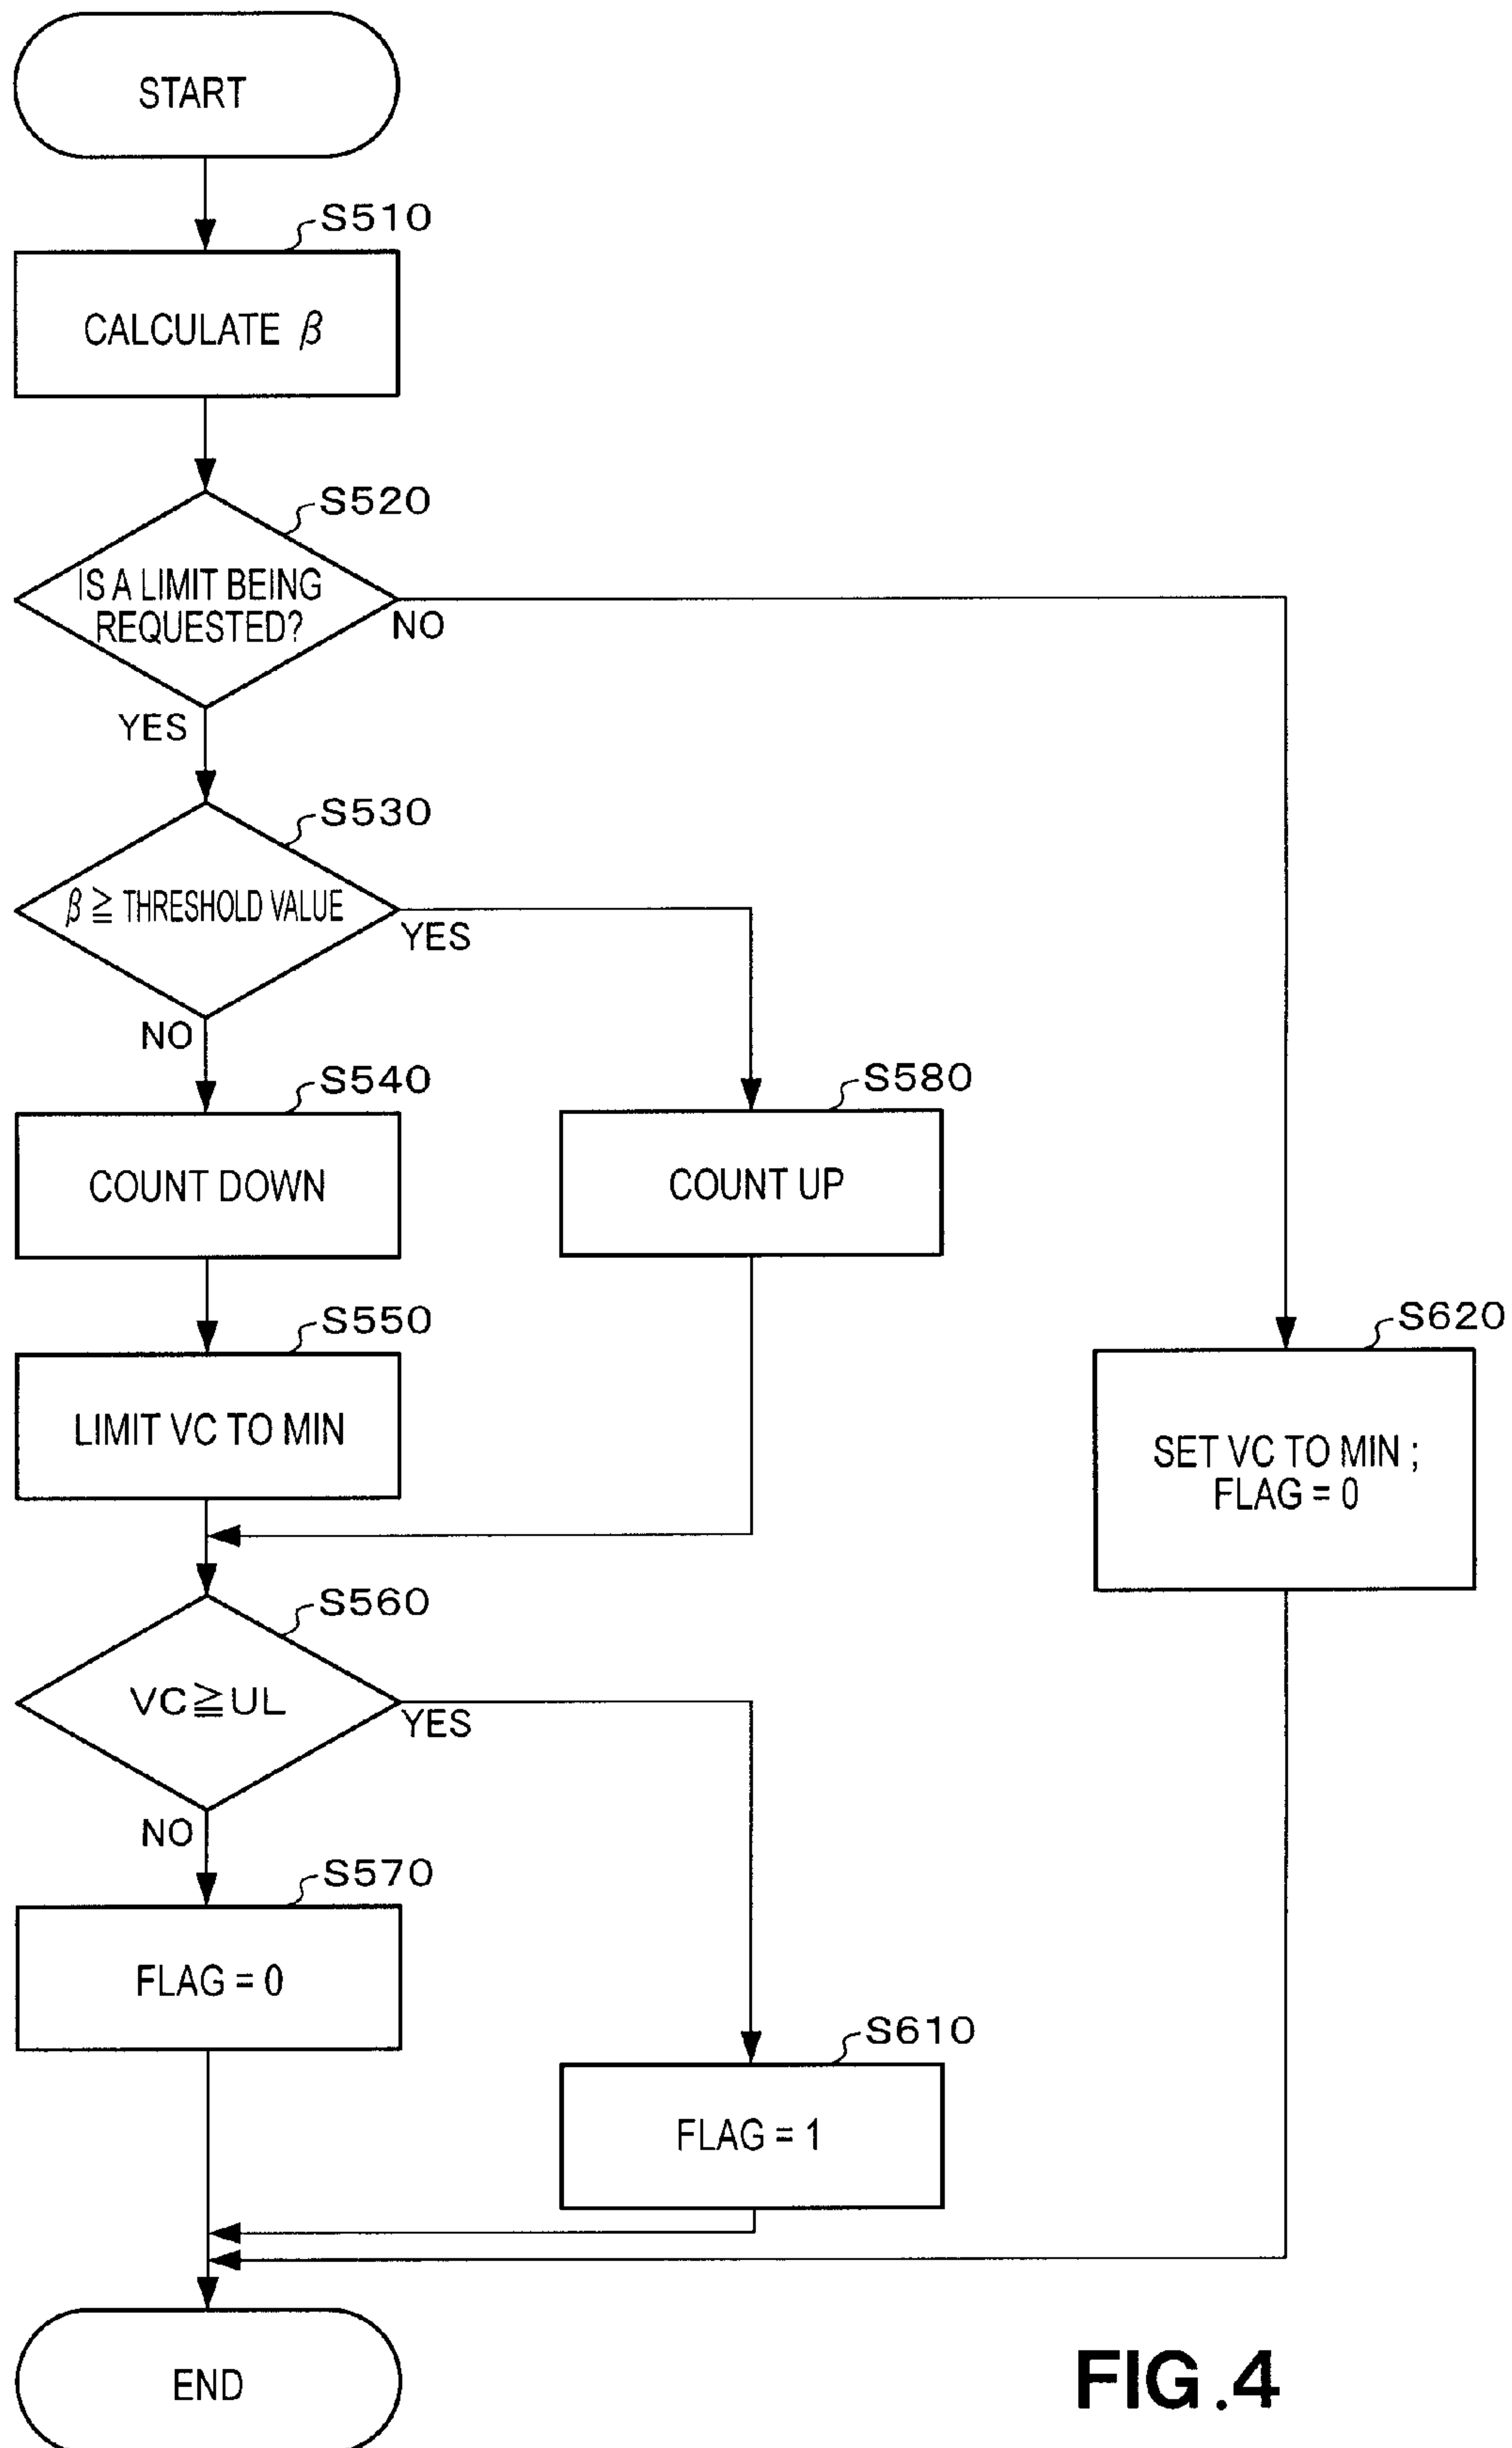 START
S510
CALCULATE β
S520
IS A LIMIT BEING
REQUESTED?
NO
YES
S530
β ≧ THRESHOLD VALUE
YES
NO
S540
COUNT DOWN
S580
COUNT UP
S550
LIMIT VC TO MIN
S620
SET VC TO MIN ;
FLAG = 0
S560
VC≧UL
YES
NO
S570
FLAG = 0
S610
FLAG = 1
END
FIG.4